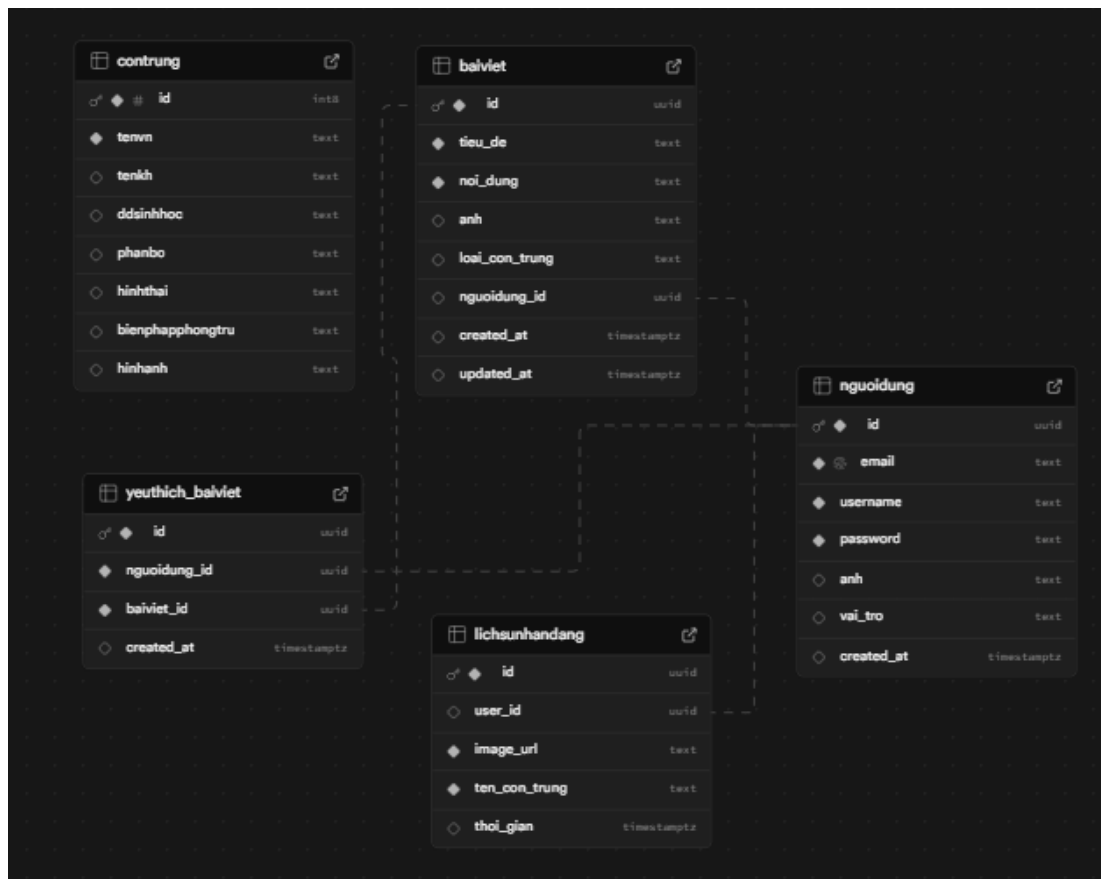 contrung
# id int8
tenvn text
tenkh text
ddsinhhoc text
phanbo text
hinhthai text
bienphapphongtru text
hinhanh text
baiviet
id uuid
tieu_de text
noi_dung text
anh text
loai_con_trung text
nguoidung_id uuid
created_at timestamptz
updated_at timestamptz
nguoidung
id uuid
email text
username text
password text
anh text
vai_tro text
created_at timestamptz
yeuthich_baiviet
id uuid
nguoidung_id uuid
baiviet_id uuid
created_at timestamptz
lichsunhandang
id uuid
user_id uuid
image_url text
ten_con_trung text
thoi_gian timestamptz